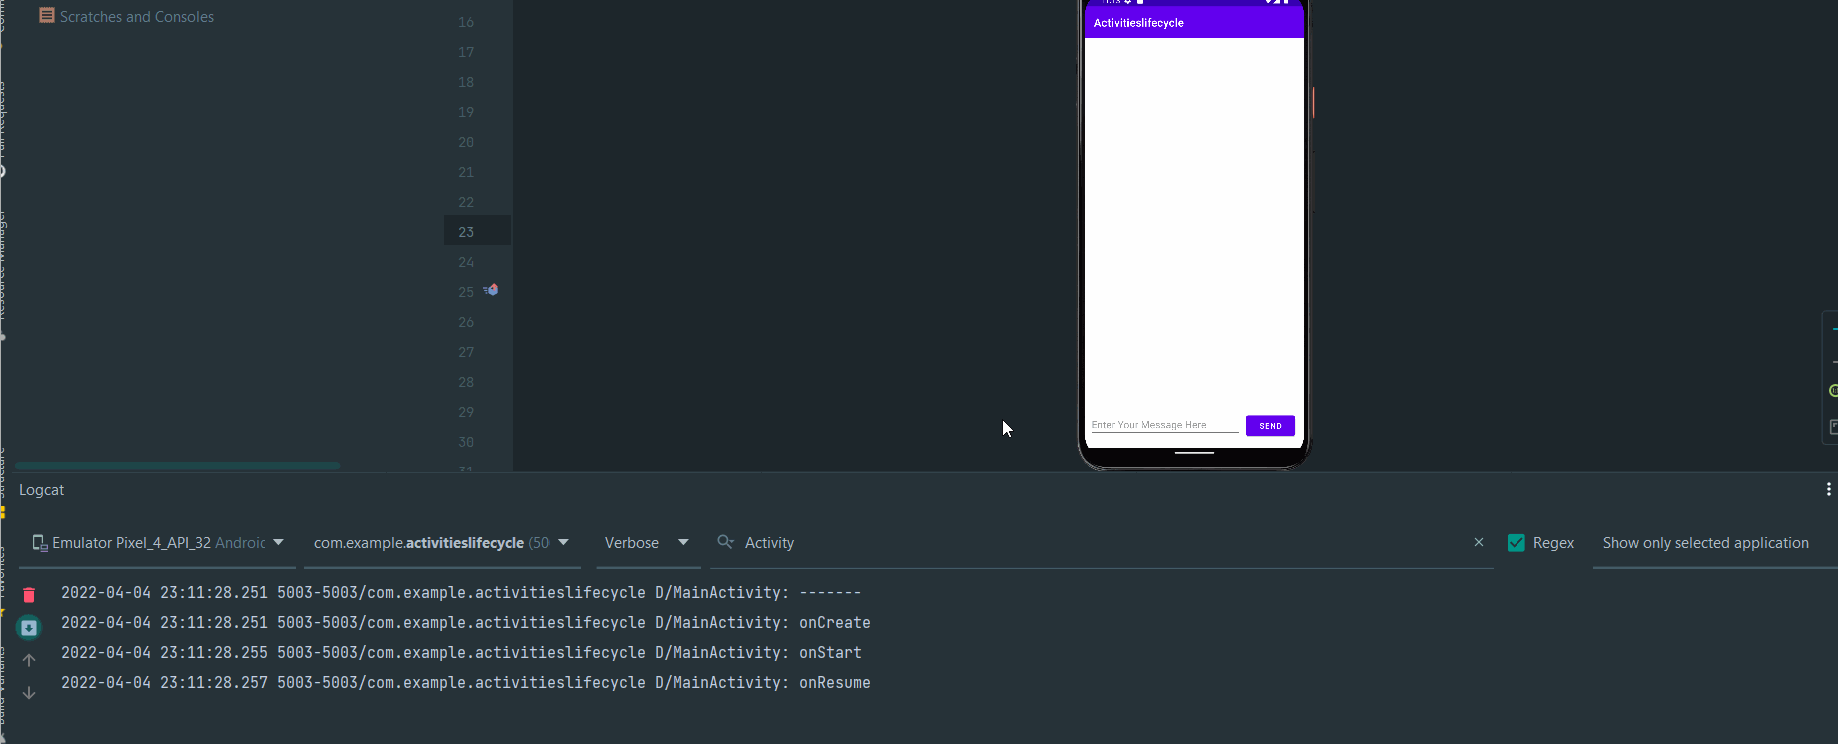 Scratches and Consoles
16
17
18
19
20
21
22
23
24
25
26
27
28
29
30
Activitieslifecycle
Enter Your Message Here
SEND
Resource Manager
Logcat
Emulator Pixel_4_API_32 Androic
com.example.activitieslifecycle (50
Verbose
Activity
Regex
Show only selected application
2022-04-04 23:11:28.251 5003-5003/com.example.activitieslifecycle D/MainActivity: -------
2022-04-04 23:11:28.251 5003-5003/com.example.activitieslifecycle D/MainActivity: onCreate
2022-04-04 23:11:28.255 5003-5003/com.example.activitieslifecycle D/MainActivity: onStart
2022-04-04 23:11:28.257 5003-5003/com.example.activitieslifecycle D/MainActivity: onResume